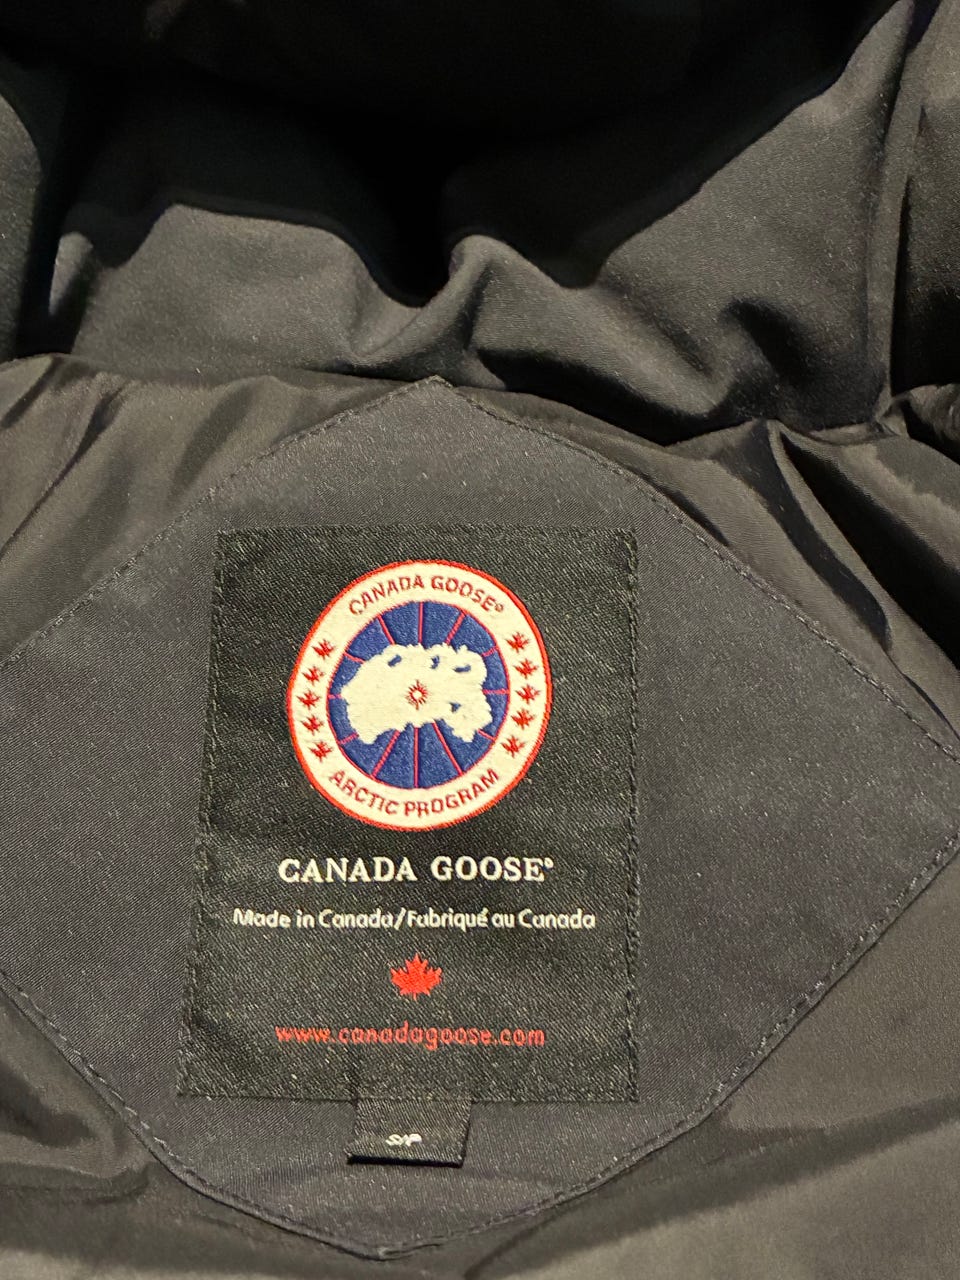 CANADA GOOSE®
ARCTIC PROGRAM
CANADA GOOSE®
Made in Canada/Fabriqué au Canada
www.canadagoose.com
S/P